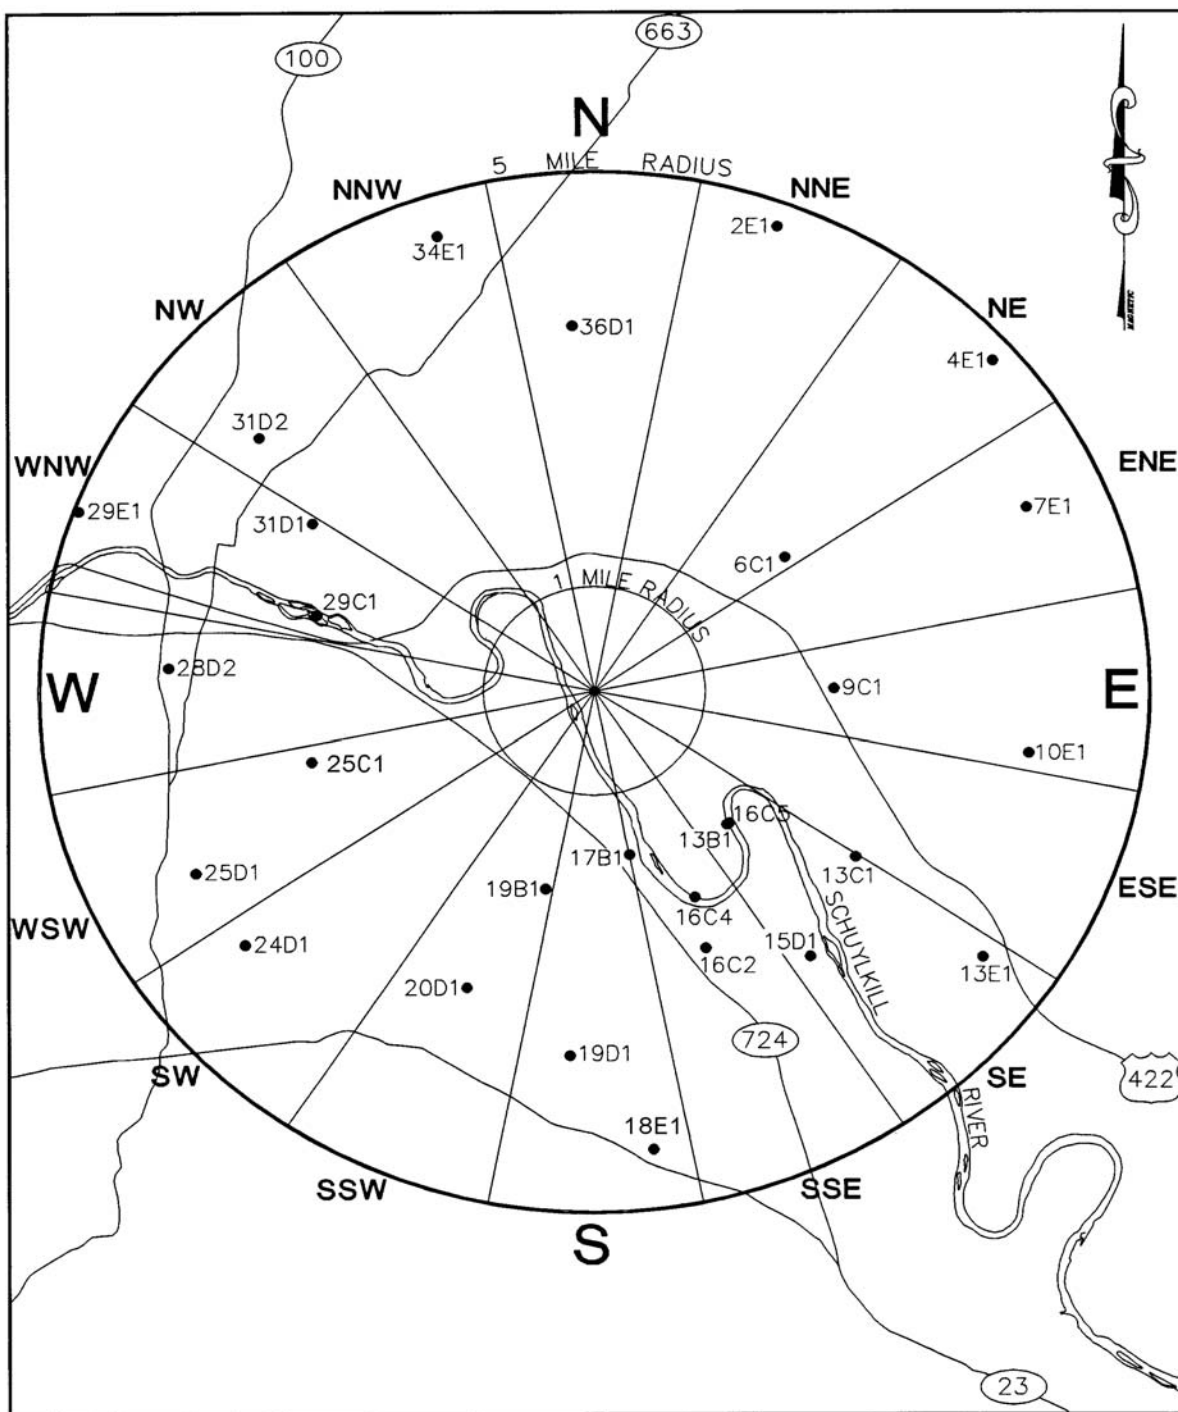 663
100
N
5 MILE RADIUS
NNW
NNE
2E1
34E1
NW
NE
36D1
4E1
31D2
WNW
ENE
29E1
7E1
31D1
6C1
1 MILE RADIUS
29C1
28D2
W
9C1
E
25C1
10E1
16C5
13B1
17B1
13C1
25D1
19B1
ESE
WSW
16C4
SCHUYLKILL
24D1
16C2
15D1
13E1
20D1
724
19D1
SW
SE
422
RIVER
18E1
SSW
SSE
S
23
MAGNETIC